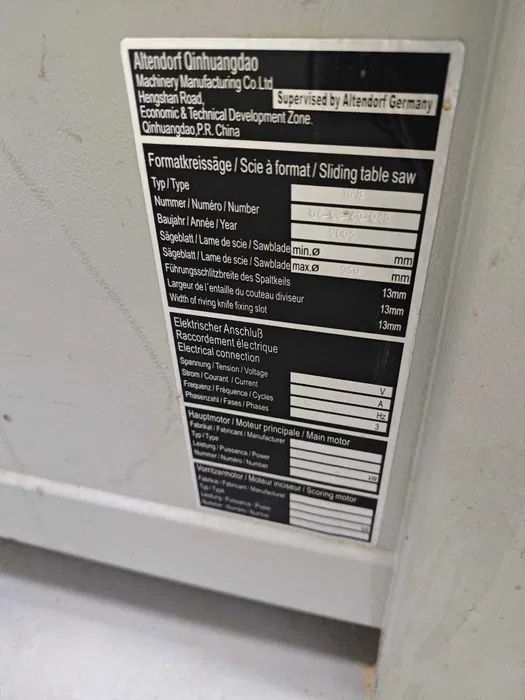 Altendorf Qinhuangdao
Machinery Manufacturing Co.Ltd
Hengshan Road,
Supervised by Altendorf Germany
Economic & Technical Development Zone.
Qinhuangdao,P.R. China
Formatkreissäge / Scie à format / Sliding table saw
Typ/Type
Nummer / Numéro / Number
Baujahr / Année / Year 2006
Sägeblatt / Lame de scie / Sawblade min.ø mm
Sägeblatt / Lame de scie / Sawblade max.ø mm
Führungsschlitzbreite des Spaltkeils 13mm
Largeur de l'entaille du couteau diviseur 13mm
Width of riving knife fixing slot 13mm
Elektrischer Anschluß
Raccordement électrique
Electrical connection
Spannung / Tension / Voltage V
Strom / Courant / Current A
Frequenz / Fréquence / Cycles Hz
Phasenzahl / Fases / Phases 3
Hauptmotor / Moteur principale / Main motor
Fabrikat / Fabricant / Manufacturer
Typ/Type
Leistung / Puissance / Power kW
Nummer / Numéro / Number
Vorritzermotor / Moteur inciseur / Scoring motor
Fabrikat / Fabricant / Manufacturer
Typ / Type
Leistung / Puissance / Power
Nummer / Numéro / Number